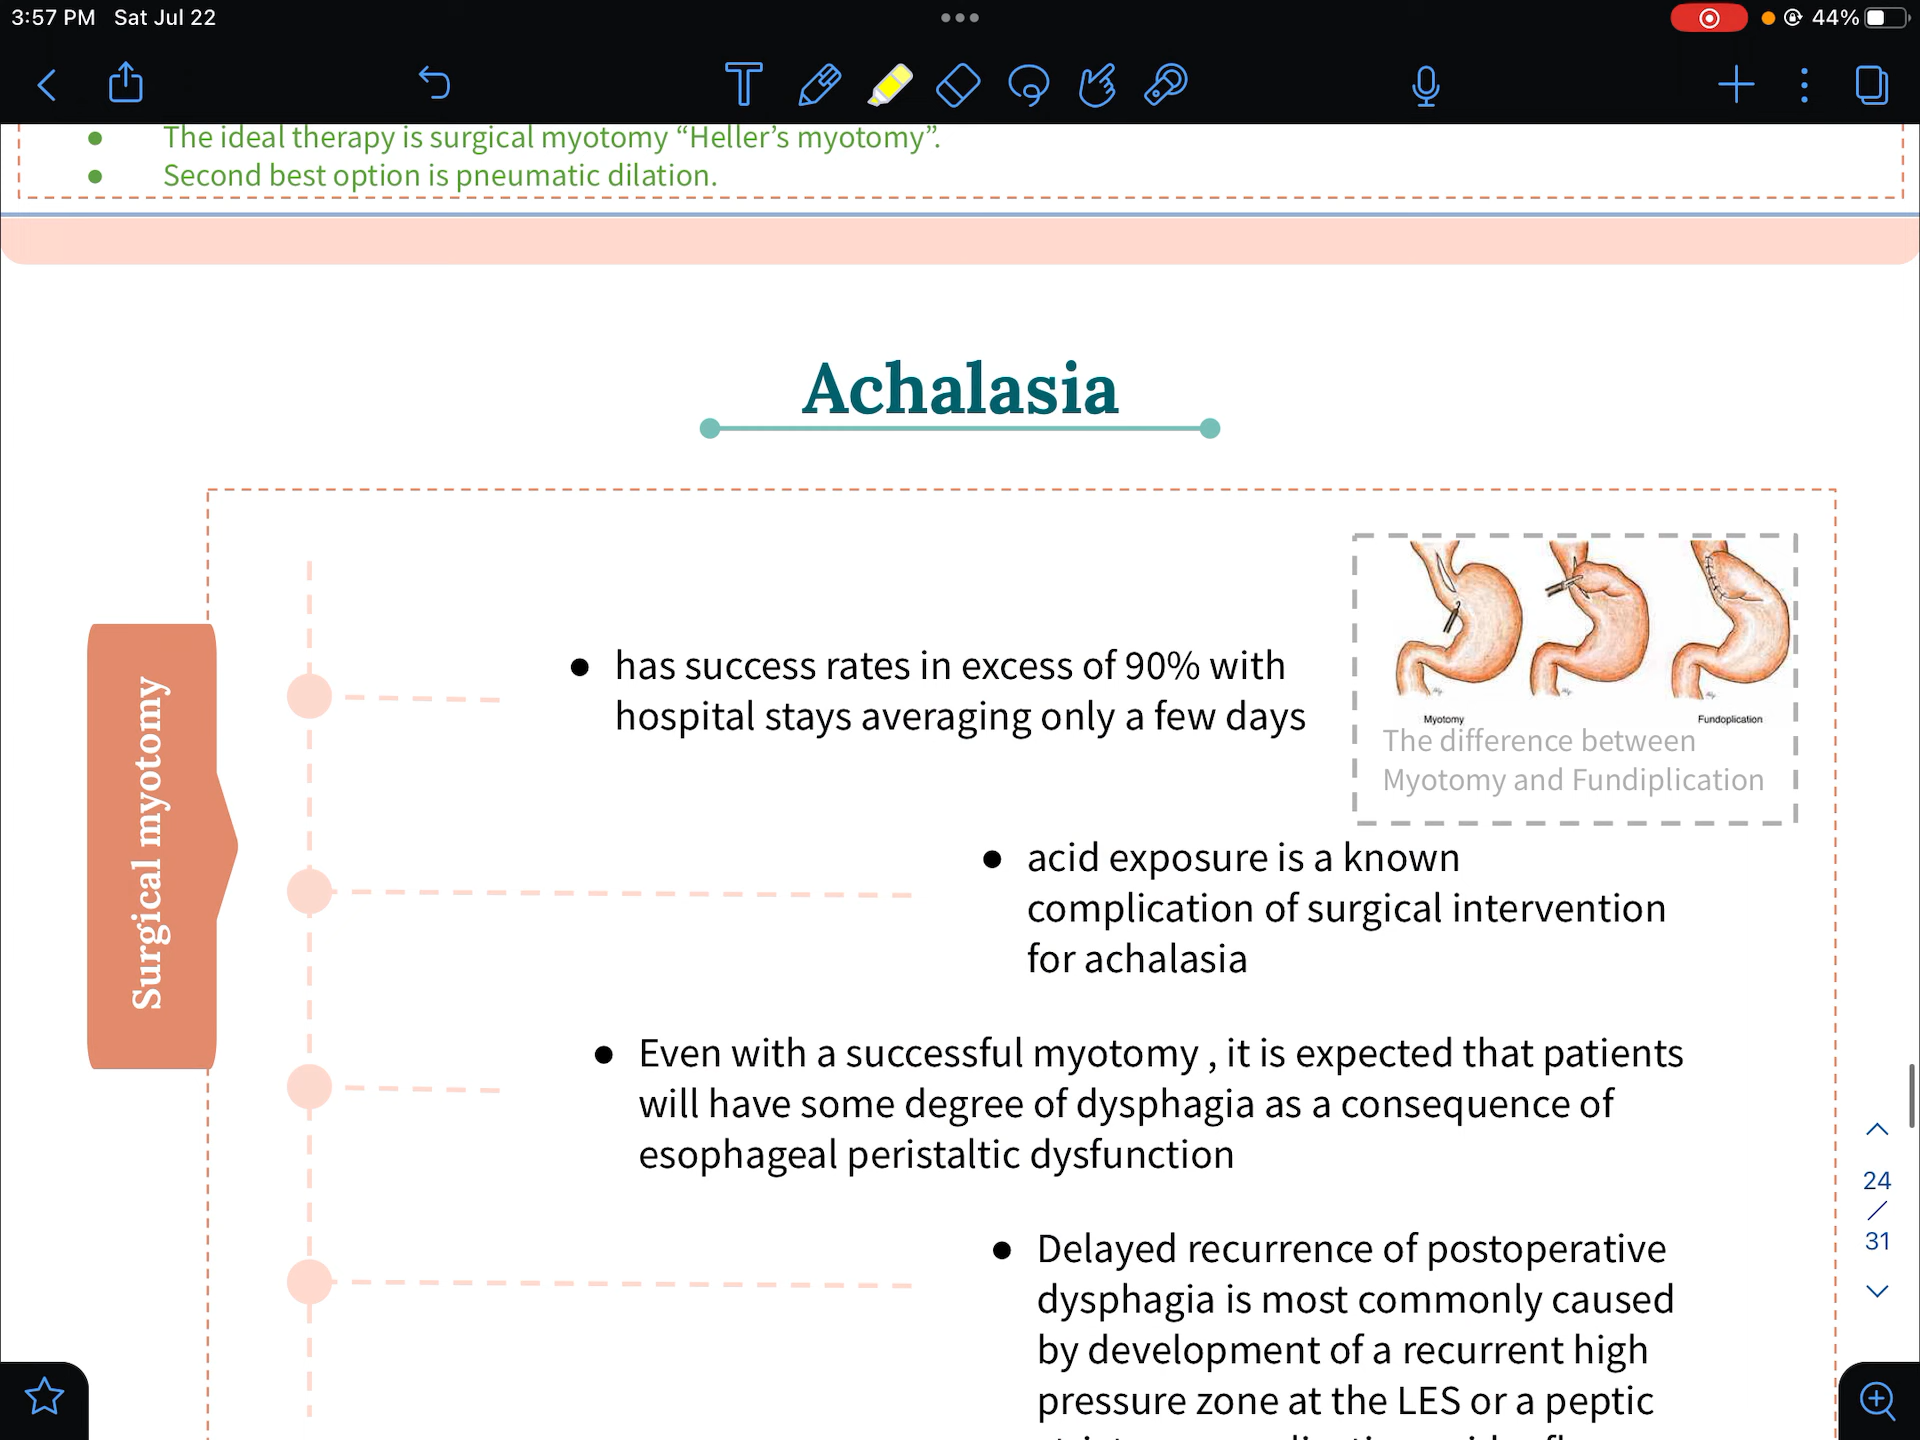 3:57 PM Sat Jul 22
44%
The ideal therapy is surgical myotomy “Heller’s myotomy”.
Second best option is pneumatic dilation.
Achalasia
Surgical myotomy
● has success rates in excess of 90% with
hospital stays averaging only a few days
Myotomy
Fundoplication
The difference between
Myotomy and Fundiplication
● acid exposure is a known
complication of surgical intervention
for achalasia
● Even with a successful myotomy , it is expected that patients
will have some degree of dysphagia as a consequence of
esophageal peristaltic dysfunction
● Delayed recurrence of postoperative
dysphagia is most commonly caused
by development of a recurrent high
pressure zone at the LES or a peptic
24
/
31